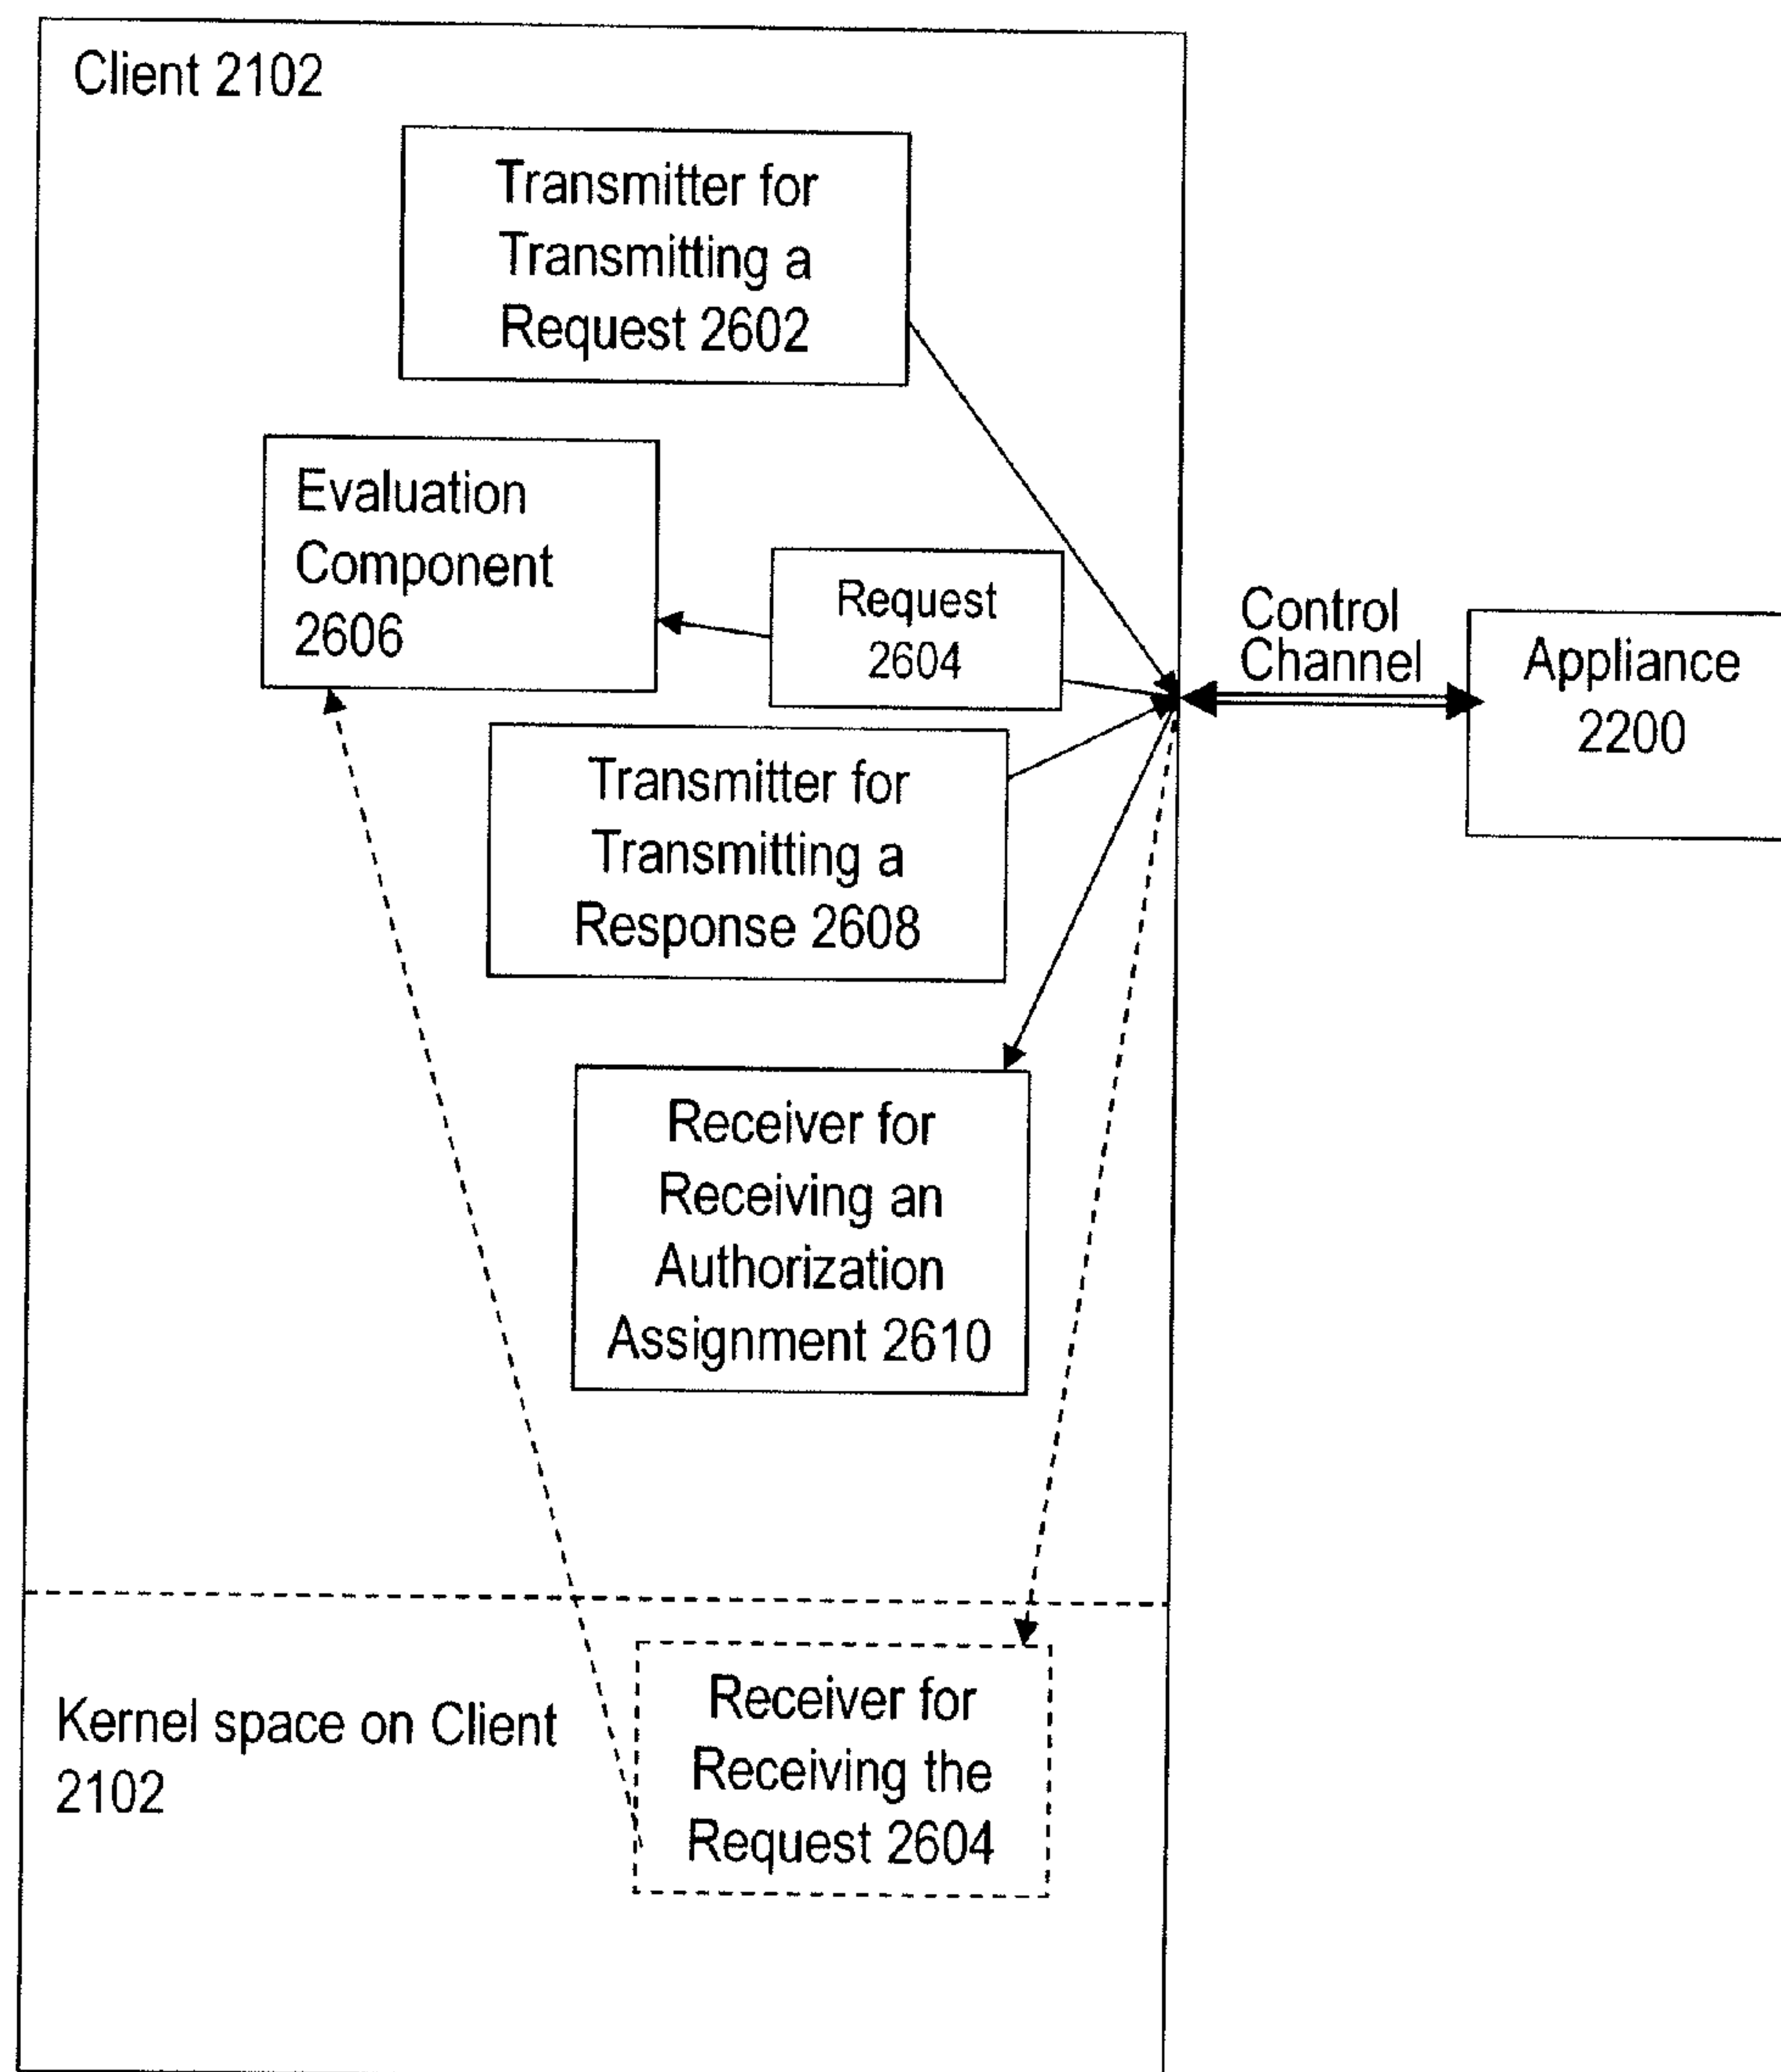 Client 2102
Transmitter for
Transmitting a
Request 2602
Evaluation
Component
2606
Request
2604
Control
Channel
Appliance
2200
Transmitter for
Transmitting a
Response 2608
Receiver for
Receiving an
Authorization
Assignment 2610
Kernel space on Client
2102
Receiver for
Receiving the
Request 2604